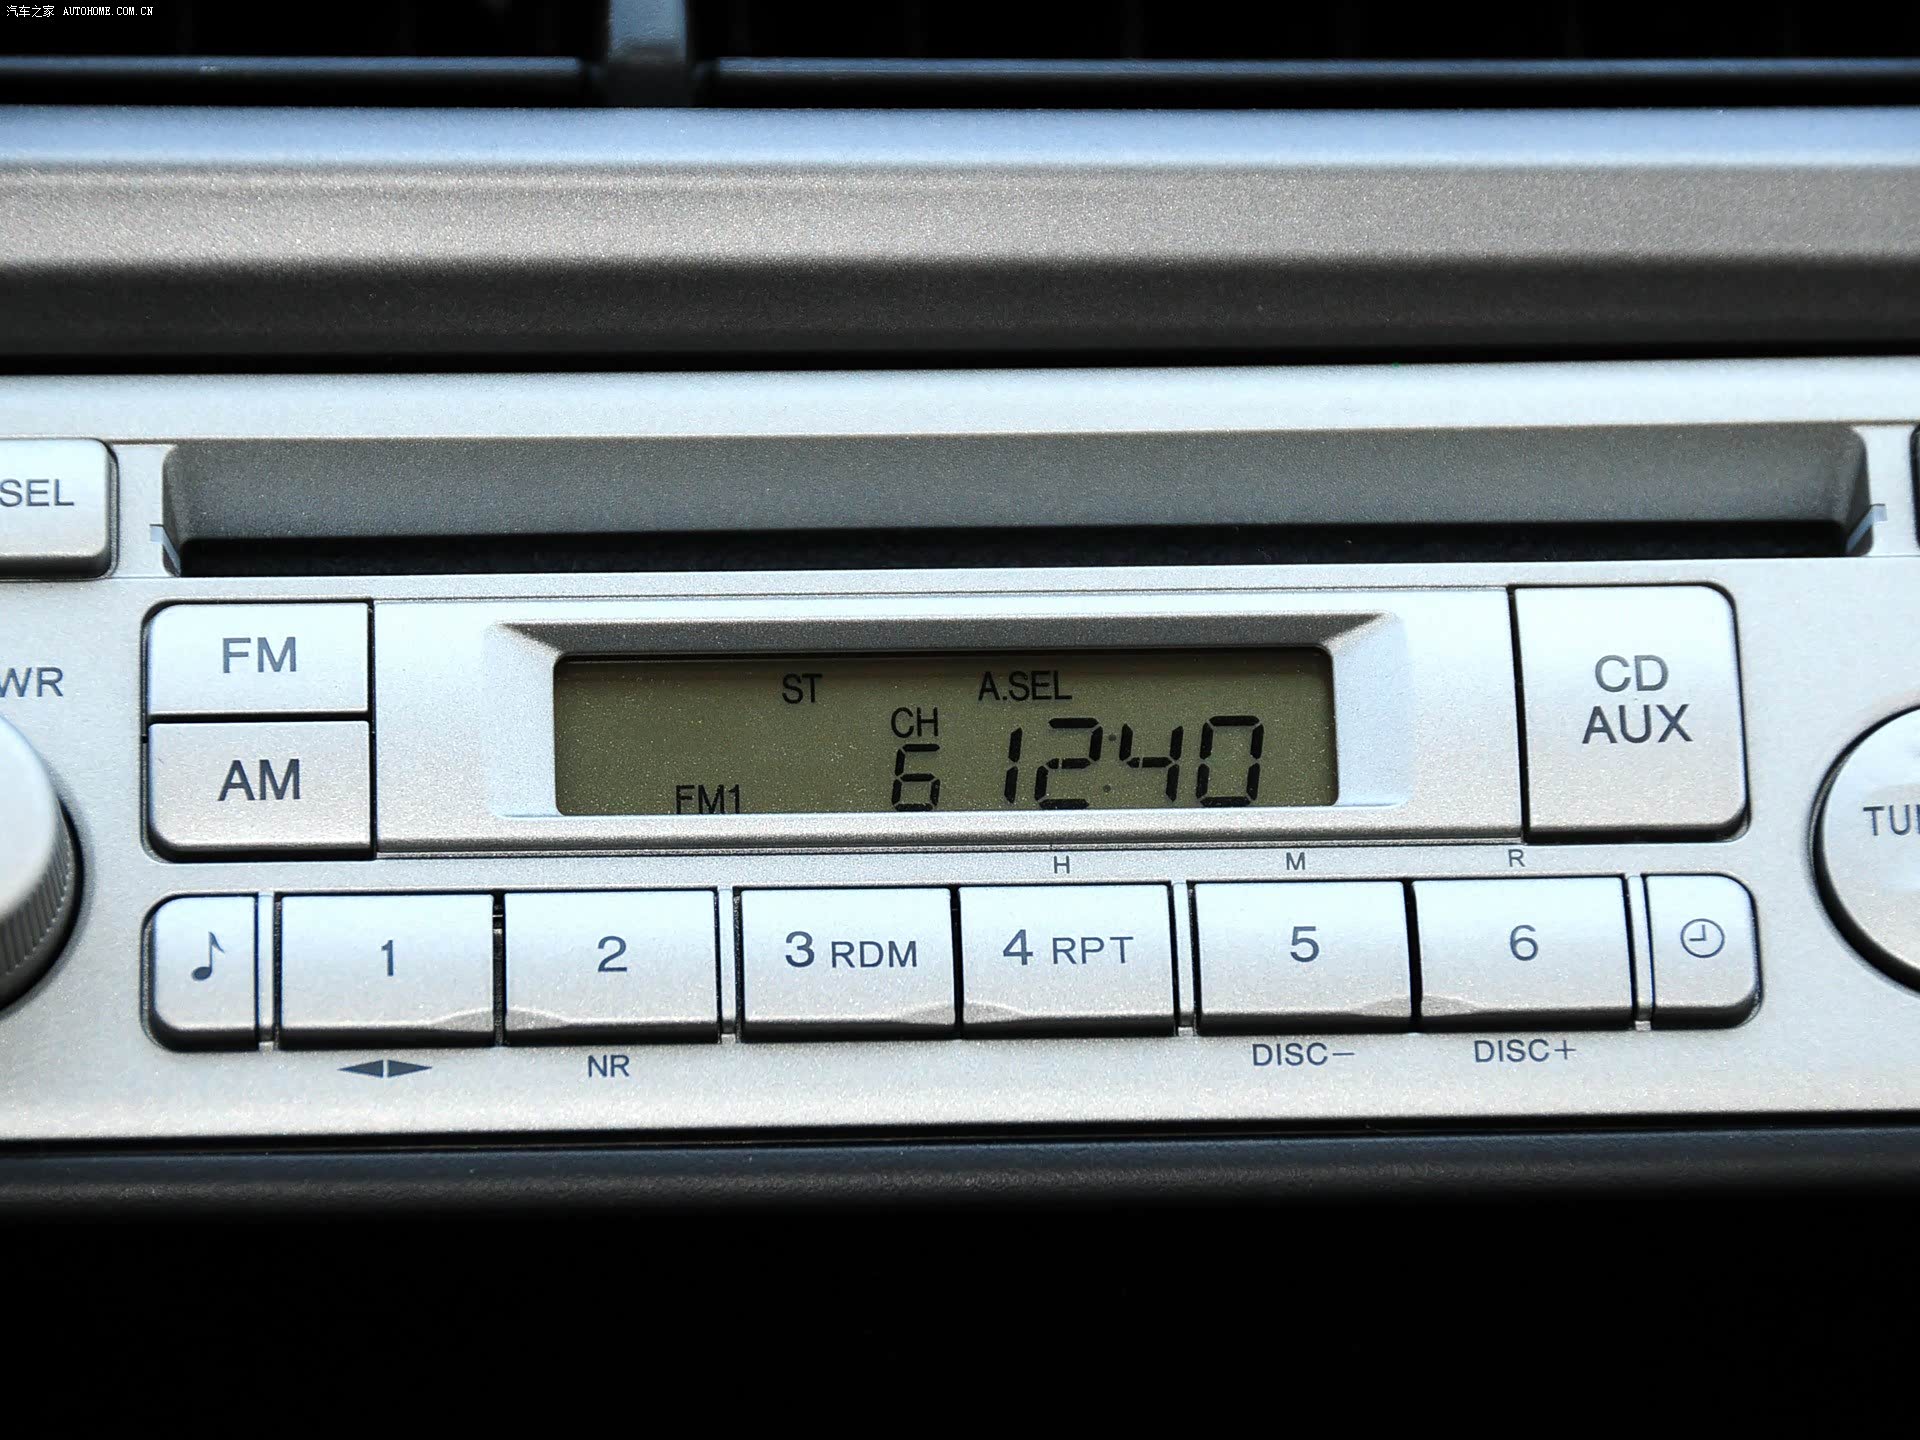 汽车之家 AUTOHOME.COM.CN
SEL
FM
ST A.SEL
CD
AUX
WR
CH
AM
FM1 6 12:40
TU
H M R
1 2 3 RDM 4 RPT 5 6
NR DISC− DISC+